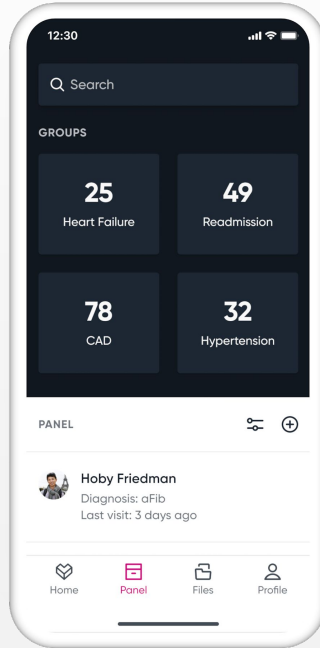 12:30
Search
GROUPS
25
Heart Failure
49
Readmission
78
CAD
32
Hypertension
PANEL
Hoby Friedman
Diagnosis: aFib
Last visit: 3 days ago
Home
Panel
Files
Profile